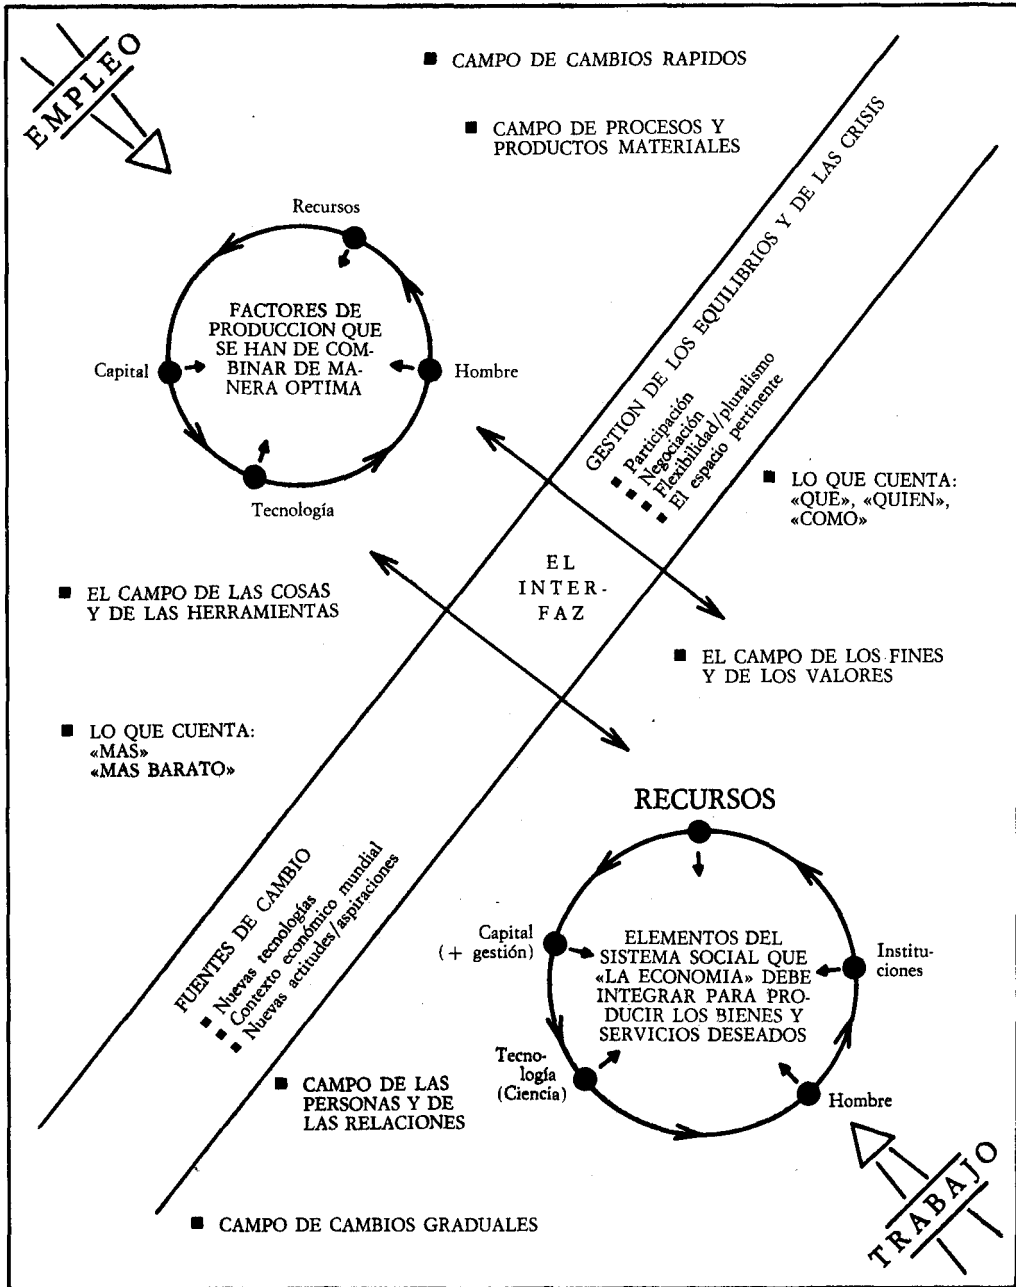 EMPLEO
■ CAMPO DE CAMBIOS RAPIDOS
■ CAMPO DE PROCESOS Y
PRODUCTOS MATERIALES
Recursos
FACTORES DE
PRODUCCION QUE
SE HAN DE COM-
BINAR DE MA-
NERA OPTIMA
Capital
Hombre
Tecnología
GESTION DE LOS EQUILIBRIOS Y DE LAS CRISIS
■ Participación
■ Negociación
■ Flexibilidad/pluralismo
■ El espacio pertinente
■ LO QUE CUENTA:
«QUE», «QUIEN»,
«COMO»
EL
INTER-
FAZ
■ EL CAMPO DE LAS COSAS
Y DE LAS HERRAMIENTAS
■ EL CAMPO DE LOS FINES
Y DE LOS VALORES
■ LO QUE CUENTA:
«MAS»
«MAS BARATO»
FUENTES DE CAMBIO
■ Nuevas tecnologías
■ Contexto económico mundial
■ Nuevas actitudes/aspiraciones
RECURSOS
Capital
(+ gestión)
ELEMENTOS DEL
SISTEMA SOCIAL QUE
«LA ECONOMIA» DEBE
INTEGRAR PARA PRO-
DUCIR LOS BIENES Y
SERVICIOS DESEADOS
Institu-
ciones
Tecno-
logía
(Ciencia)
Hombre
■ CAMPO DE LAS
PERSONAS Y DE
LAS RELACIONES
■ CAMPO DE CAMBIOS GRADUALES
TRABAJO